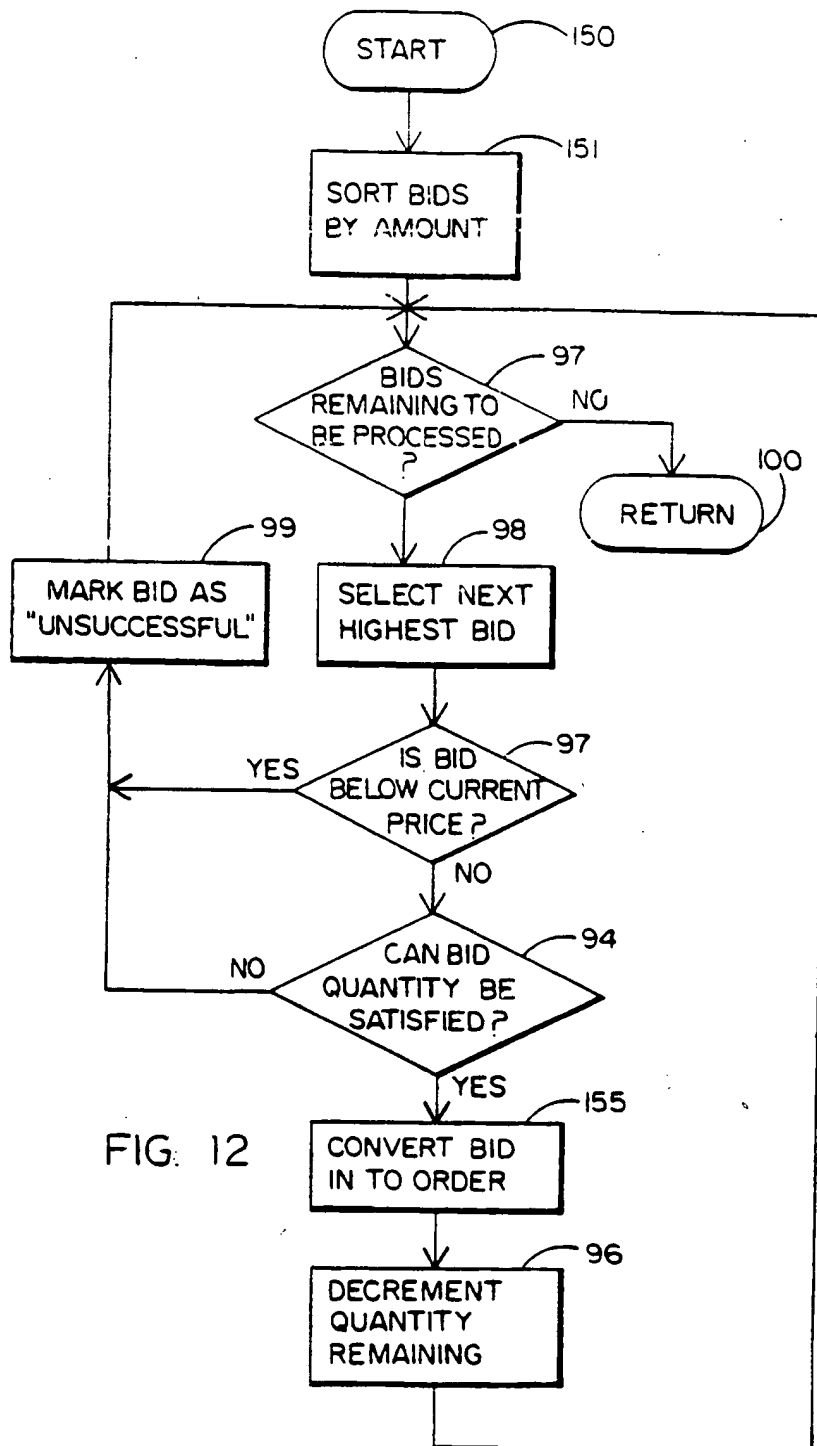 START
150
151
SORT BIDS
BY AMOUNT
97
BIDS
REMAINING TO
BE PROCESSED
?
NO
100
RETURN
99
MARK BID AS
"UNSUCCESSFUL"
98
SELECT NEXT
HIGHEST BID
97
YES
IS BID
BELOW CURRENT
PRICE?
NO
94
NO
CAN BID
QUANTITY BE
SATISFIED?
YES
155
FIG. 12
CONVERT BID
IN TO ORDER
96
DECREMENT
QUANTITY
REMAINING